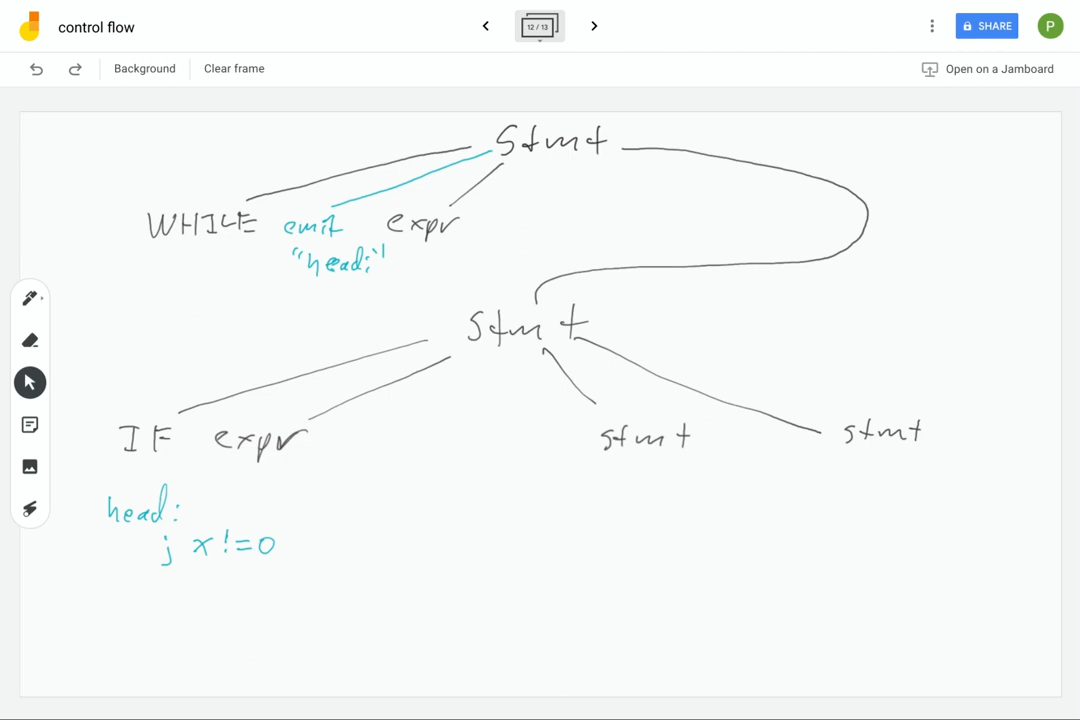 control flow
12 / 13
SHARE
P
Background
Clear frame
Open on a Jamboard
Stmt
WHILE emit expr
"head:"
Stmt
IF expr stmt stmt
head:
j x != 0